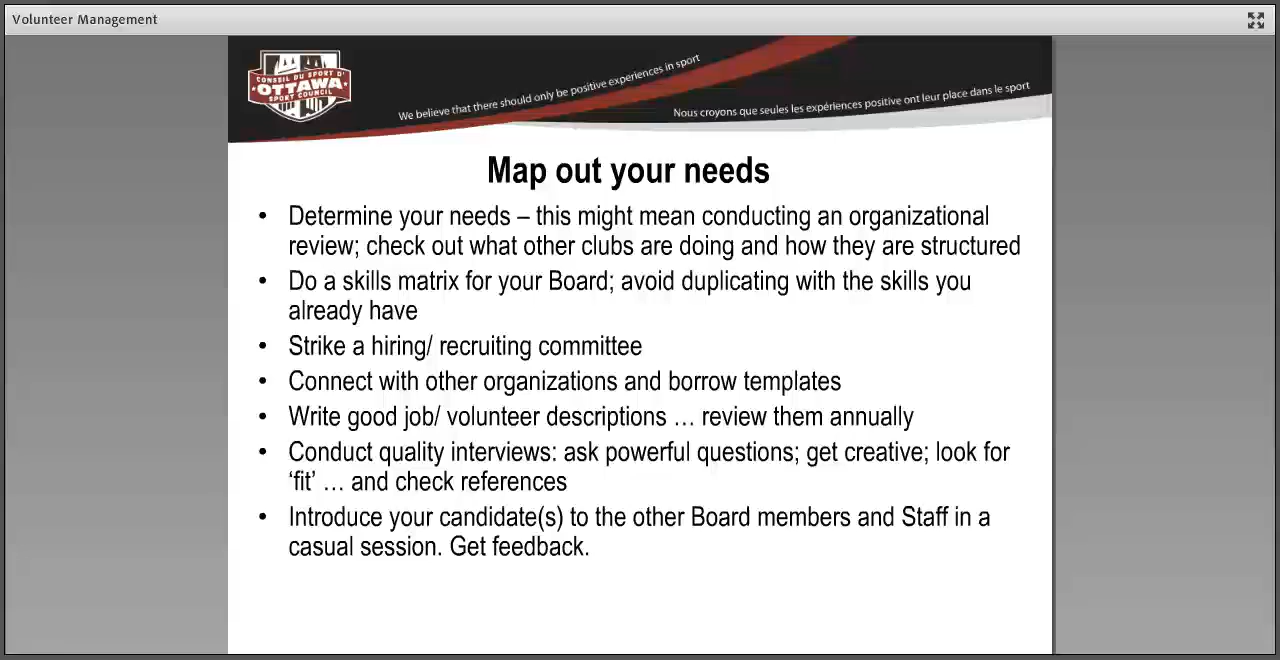 Volunteer Management
CONSEIL DU SPORT D'
OTTAWA
SPORT COUNCIL
We believe that there should only be positive experiences in sport
Nous croyons que seules les expériences positive ont leur place dans le sport
Map out your needs
• Determine your needs – this might mean conducting an organizational
review; check out what other clubs are doing and how they are structured
• Do a skills matrix for your Board; avoid duplicating with the skills you
already have
• Strike a hiring/ recruiting committee
• Connect with other organizations and borrow templates
• Write good job/ volunteer descriptions … review them annually
• Conduct quality interviews: ask powerful questions; get creative; look for
‘fit’ … and check references
• Introduce your candidate(s) to the other Board members and Staff in a
casual session. Get feedback.